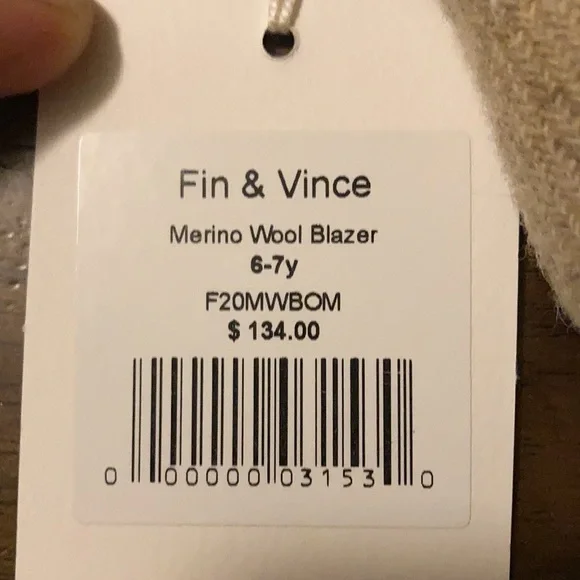 Fin & Vince
Merino Wool Blazer
6-7y
F20MWBOM
$ 134.00
0 00000 03153 0